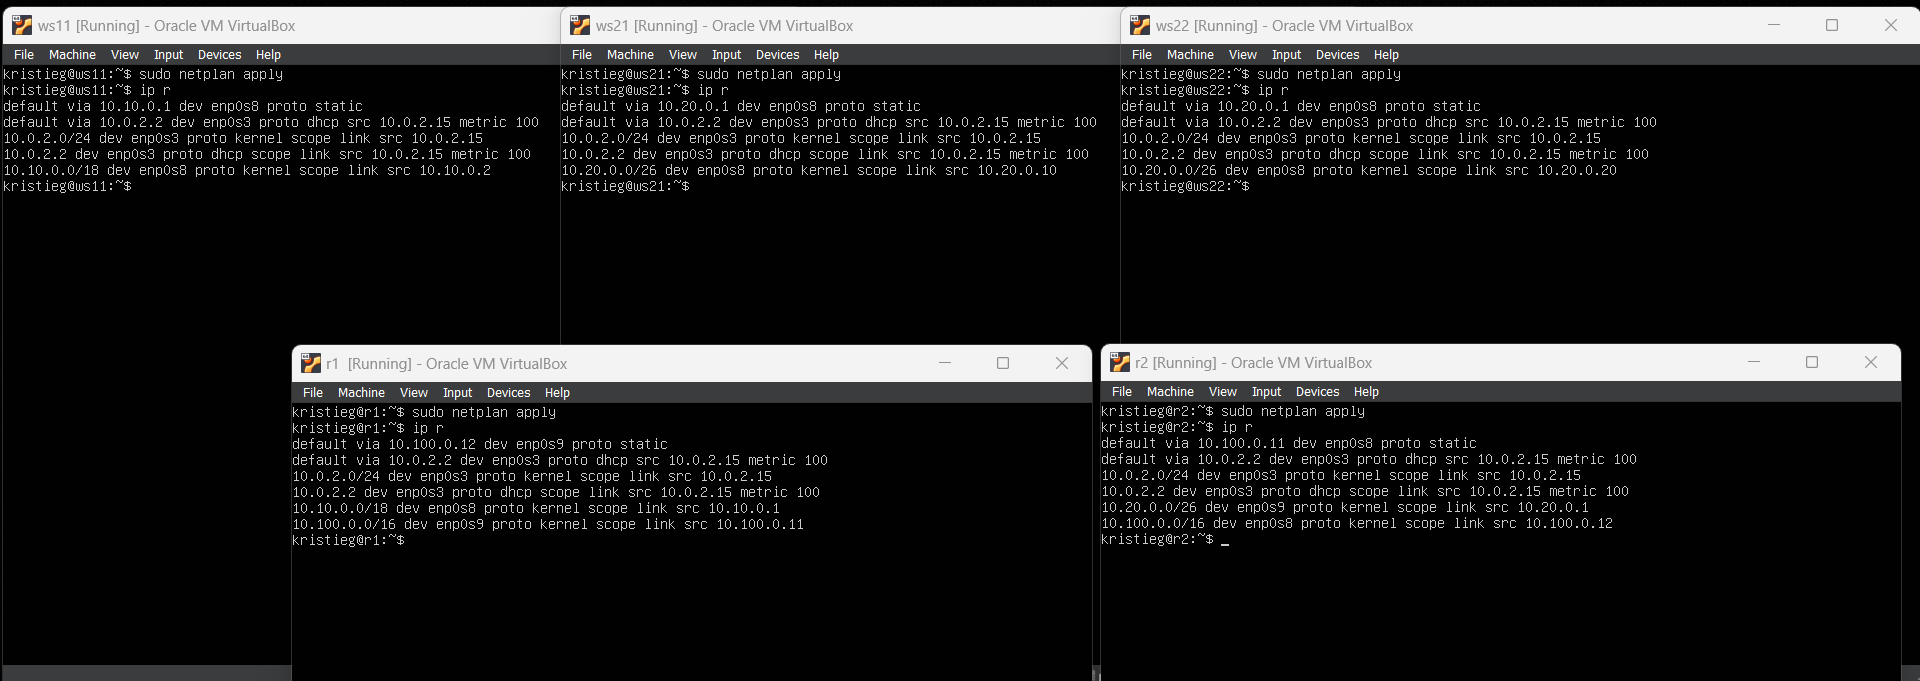 ws11 [Running] - Oracle VM VirtualBox
File Machine View Input Devices Help
kristieg@ws11:~$ sudo netplan apply
kristieg@ws11:~$ ip r
default via 10.10.0.1 dev enp0s8 proto static
default via 10.0.2.2 dev enp0s3 proto dhcp src 10.0.2.15 metric 100
10.0.2.0/24 dev enp0s3 proto kernel scope link src 10.0.2.15
10.0.2.2 dev enp0s3 proto dhcp scope link src 10.0.2.15 metric 100
10.10.0.0/18 dev enp0s8 proto kernel scope link src 10.10.0.2
kristieg@ws11:~$
ws21 [Running] - Oracle VM VirtualBox
File Machine View Input Devices Help
kristieg@ws21:~$ sudo netplan apply
kristieg@ws21:~$ ip r
default via 10.20.0.1 dev enp0s8 proto static
default via 10.0.2.2 dev enp0s3 proto dhcp src 10.0.2.15 metric 100
10.0.2.0/24 dev enp0s3 proto kernel scope link src 10.0.2.15
10.0.2.2 dev enp0s3 proto dhcp scope link src 10.0.2.15 metric 100
10.20.0.0/26 dev enp0s8 proto kernel scope link src 10.20.0.10
kristieg@ws21:~$
ws22 [Running] - Oracle VM VirtualBox
File Machine View Input Devices Help
kristieg@ws22:~$ sudo netplan apply
kristieg@ws22:~$ ip r
default via 10.20.0.1 dev enp0s8 proto static
default via 10.0.2.2 dev enp0s3 proto dhcp src 10.0.2.15 metric 100
10.0.2.0/24 dev enp0s3 proto kernel scope link src 10.0.2.15
10.0.2.2 dev enp0s3 proto dhcp scope link src 10.0.2.15 metric 100
10.20.0.0/26 dev enp0s8 proto kernel scope link src 10.20.0.20
kristieg@ws22:~$
r1 [Running] - Oracle VM VirtualBox
File Machine View Input Devices Help
kristieg@r1:~$ sudo netplan apply
kristieg@r1:~$ ip r
default via 10.100.0.12 dev enp0s9 proto static
default via 10.0.2.2 dev enp0s3 proto dhcp src 10.0.2.15 metric 100
10.0.2.0/24 dev enp0s3 proto kernel scope link src 10.0.2.15
10.0.2.2 dev enp0s3 proto dhcp scope link src 10.0.2.15 metric 100
10.10.0.0/18 dev enp0s8 proto kernel scope link src 10.10.0.1
10.100.0.0/16 dev enp0s9 proto kernel scope link src 10.100.0.11
kristieg@r1:~$
r2 [Running] - Oracle VM VirtualBox
File Machine View Input Devices Help
kristieg@r2:~$ sudo netplan apply
kristieg@r2:~$ ip r
default via 10.100.0.11 dev enp0s8 proto static
default via 10.0.2.2 dev enp0s3 proto dhcp src 10.0.2.15 metric 100
10.0.2.0/24 dev enp0s3 proto kernel scope link src 10.0.2.15
10.0.2.2 dev enp0s3 proto dhcp scope link src 10.0.2.15 metric 100
10.20.0.0/26 dev enp0s9 proto kernel scope link src 10.20.0.1
10.100.0.0/16 dev enp0s8 proto kernel scope link src 10.100.0.12
kristieg@r2:~$ _